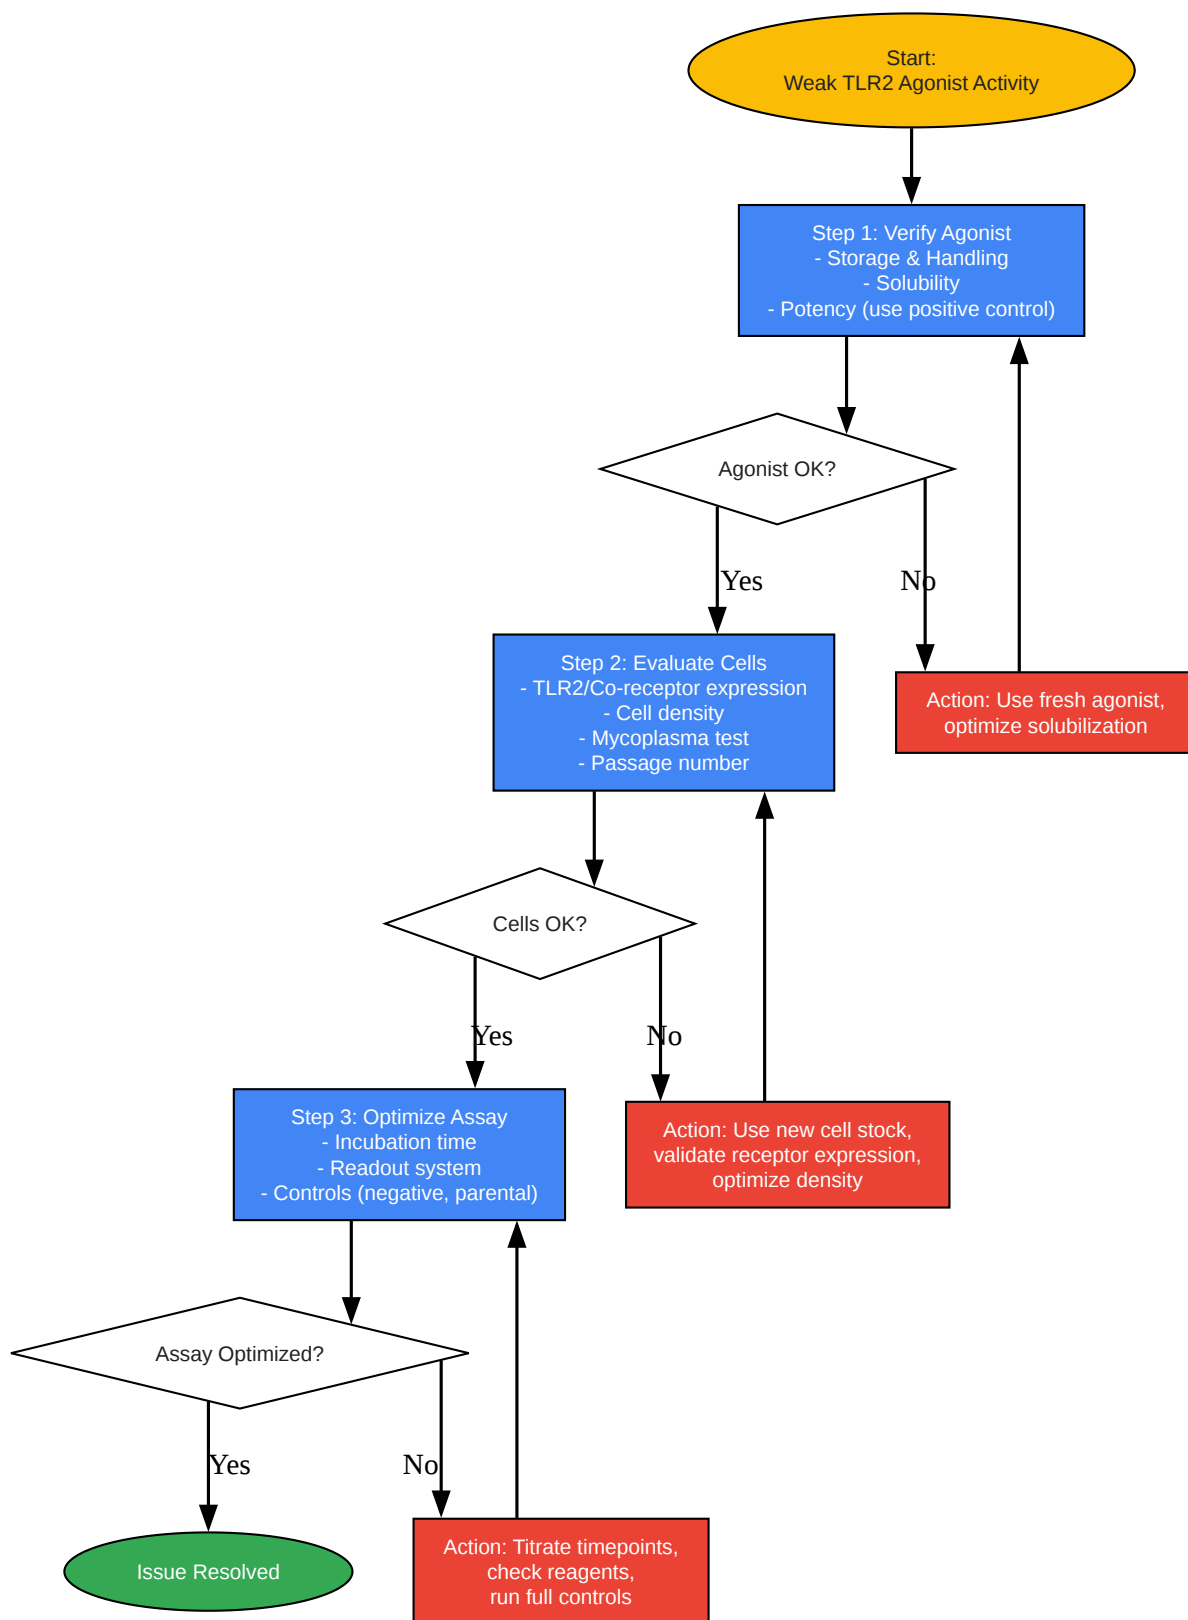 Start:
Weak TLR2 Agonist Activity
Step 1: Verify Agonist
- Storage & Handling
- Solubility
- Potency (use positive control)
Agonist OK?
Yes
No
Step 2: Evaluate Cells
- TLR2/Co-receptor expression
- Cell density
- Mycoplasma test
- Passage number
Action: Use fresh agonist,
optimize solubilization
Cells OK?
Yes
No
Step 3: Optimize Assay
- Incubation time
- Readout system
- Controls (negative, parental)
Action: Use new cell stock,
validate receptor expression,
optimize density
Assay Optimized?
Yes
No
Issue Resolved
Action: Titrate timepoints,
check reagents,
run full controls